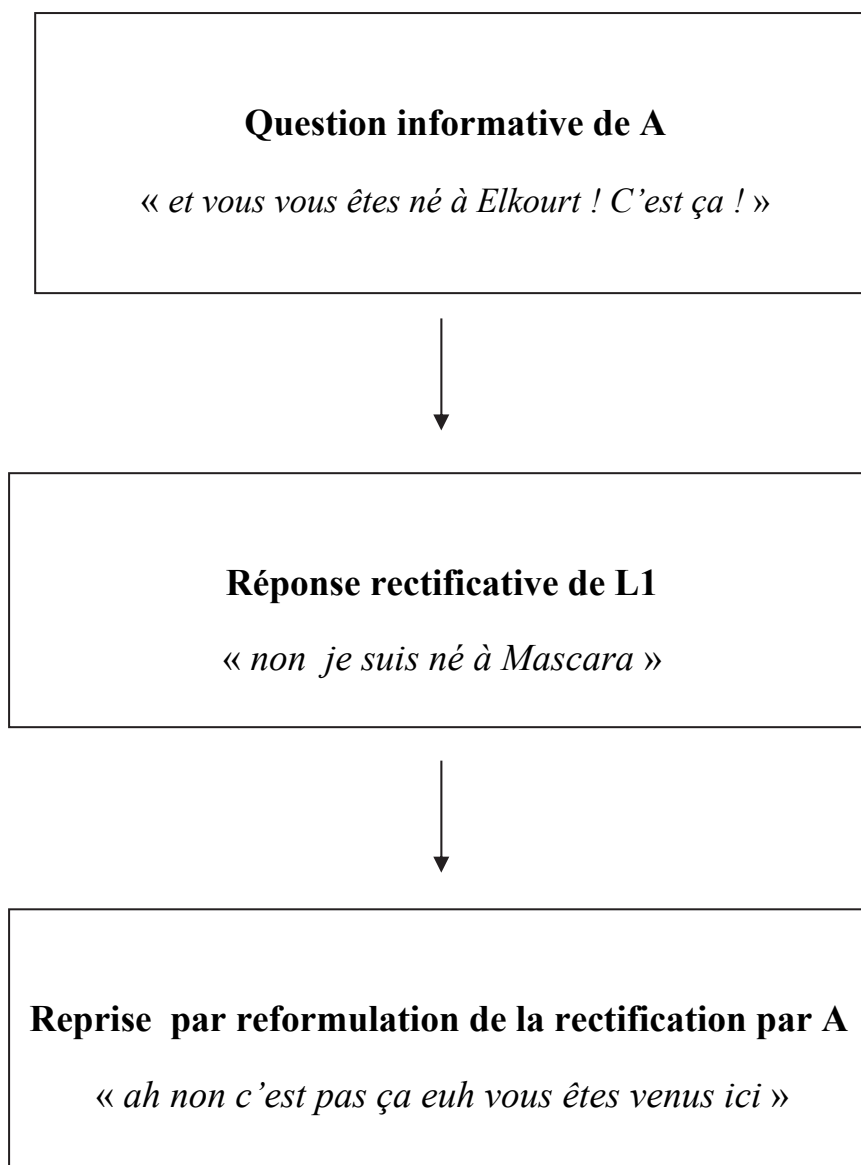 Question informative de A
« et vous vous êtes né à Elkourt ! C’est ça ! »
Réponse rectificative de L1
« non  je suis né à Mascara »
Reprise  par reformulation de la rectification par A
« ah non c’est pas ça euh vous êtes venus ici »